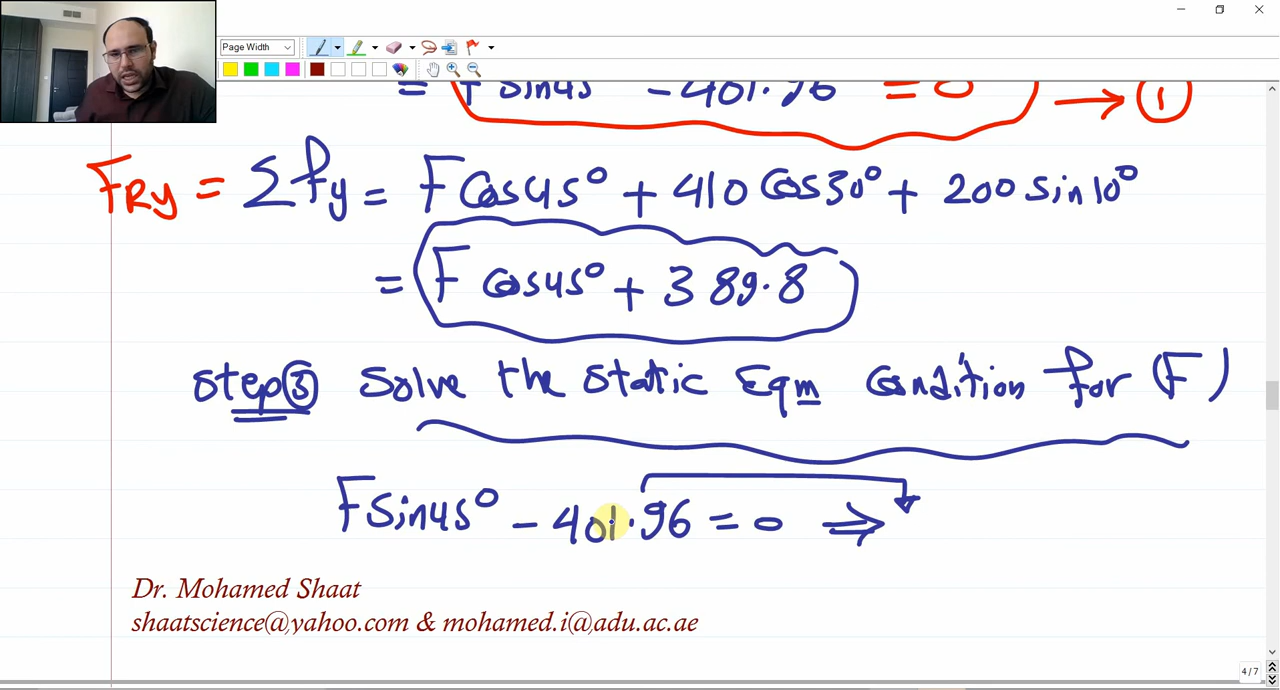 Page Width
= F sin45 - 401.96 = 0 → ①
FRy = Σfy = F Cos45° + 410 Cos30° + 200 sin10°
= F Cos45° + 389.8
Step③ Solve the static Eqm Condition for (F)
F sin45° - 401.96 = 0 ⇒
Dr. Mohamed Shaat
shaatscience@yahoo.com & mohamed.i@adu.ac.ae
4/7